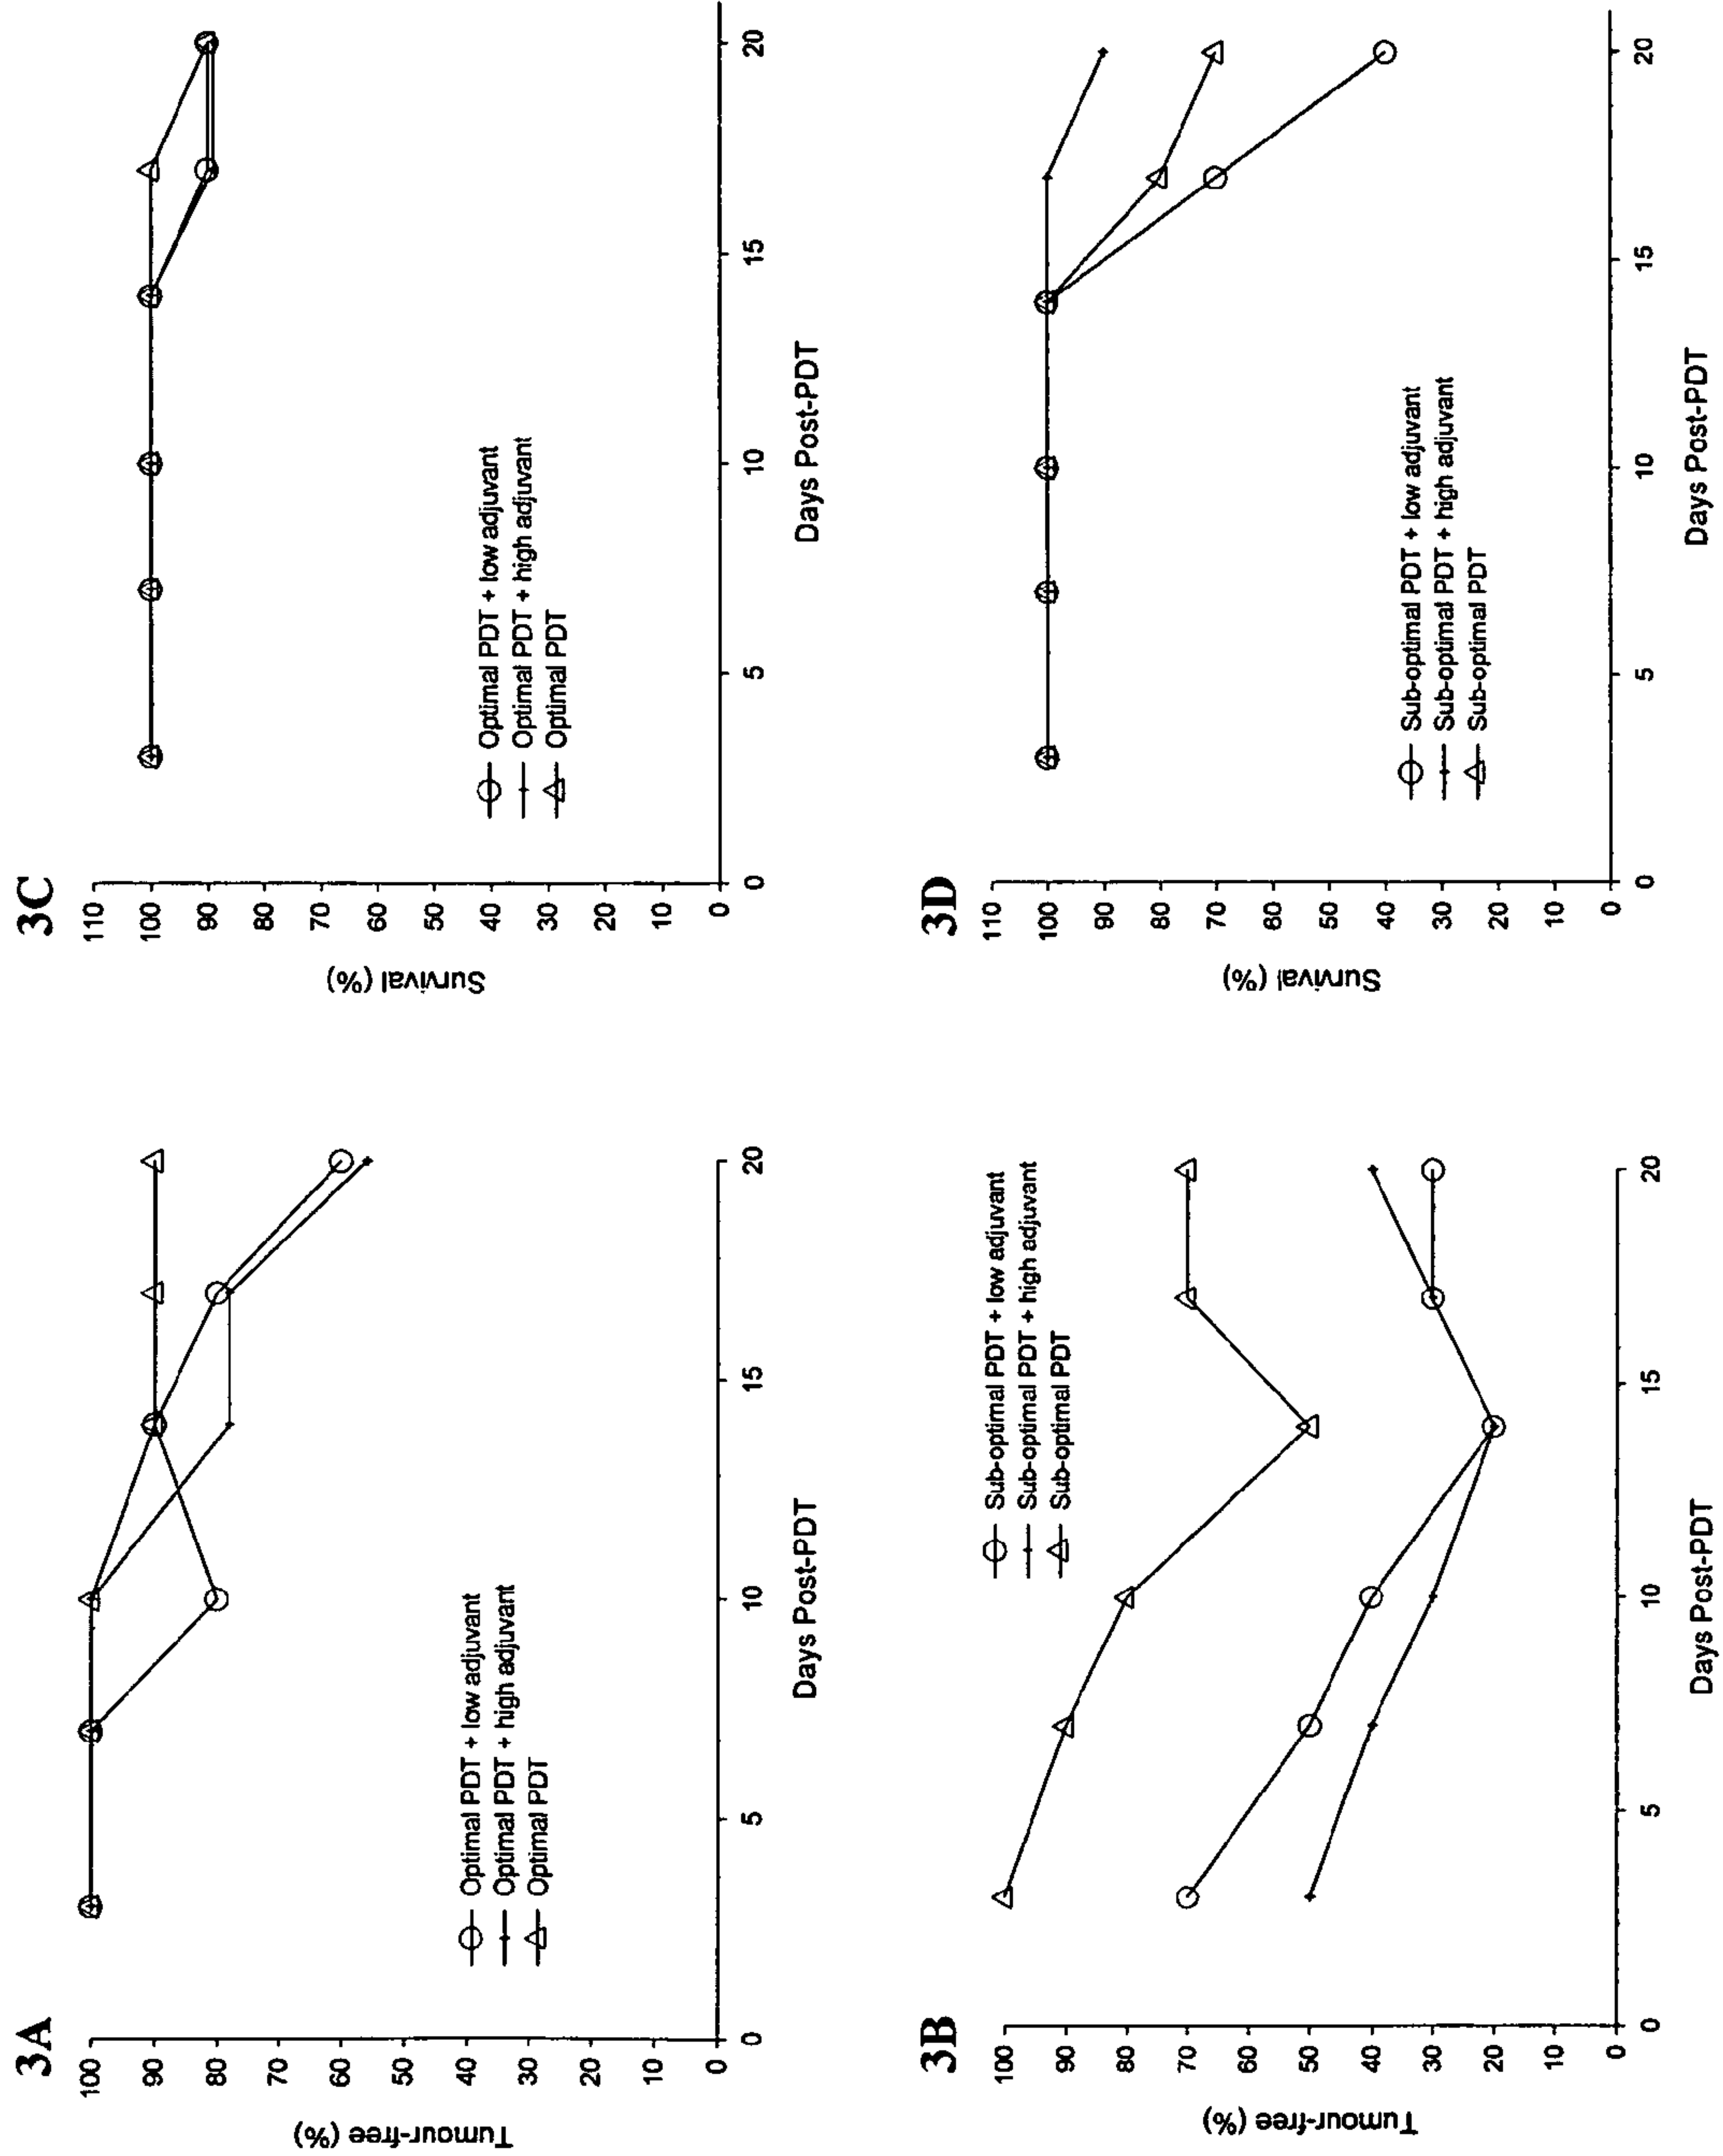 3A
Tumour-free (%)
100
90
80
70
60
50
40
30
20
10
0
0
5
10
15
20
Days Post-PDT
Optimal PDT + low adjuvant
Optimal PDT + high adjuvant
Optimal PDT
3C
Survival (%)
110
100
90
80
70
60
50
40
30
20
10
0
0
5
10
15
20
Days Post-PDT
Optimal PDT + low adjuvant
Optimal PDT + high adjuvant
Optimal PDT
3B
Tumour-free (%)
100
90
80
70
60
50
40
30
20
10
0
0
5
10
15
20
Days Post-PDT
Sub-optimal PDT + low adjuvant
Sub-optimal PDT + high adjuvant
Sub-optimal PDT
3D
Survival (%)
110
100
90
80
70
60
50
40
30
20
10
0
0
5
10
15
20
Days Post-PDT
Sub-optimal PDT + low adjuvant
Sub-optimal PDT + high adjuvant
Sub-optimal PDT